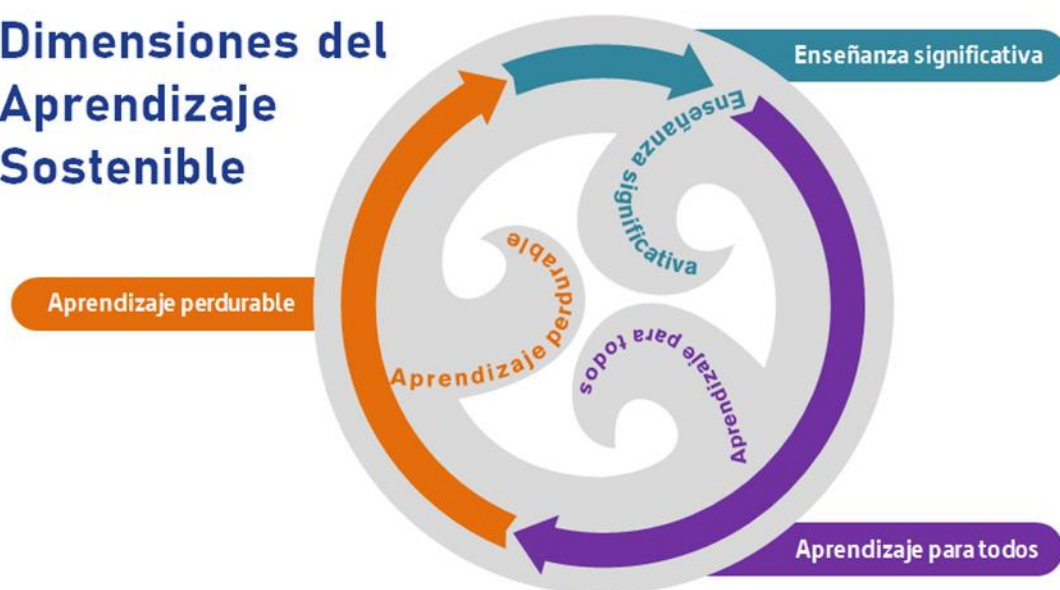 Dimensiones del
Aprendizaje
Sostenible
Enseñanza significativa
Enseñanza significativa
Aprendizaje perdurable
Aprendizaje perdurable
Aprendizaje para todos
Aprendizaje para todos